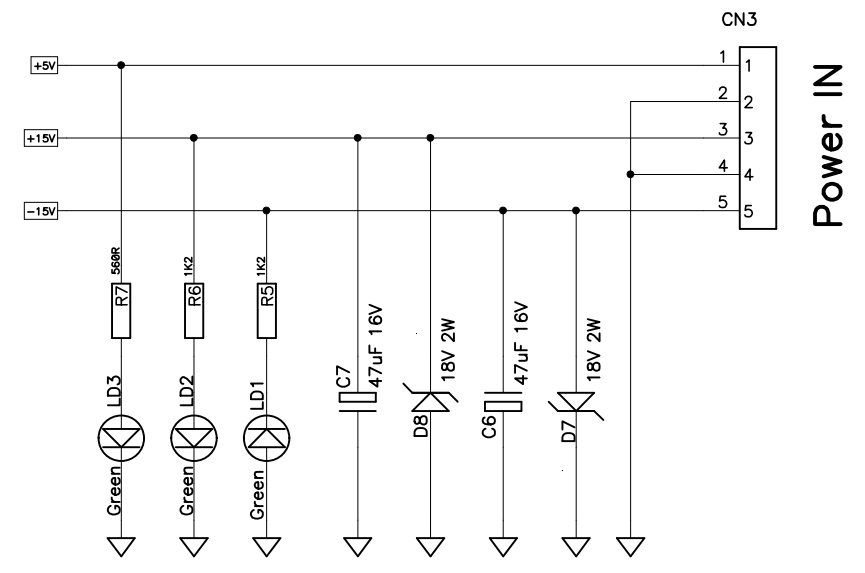 CN3
+5V
1
1
2
2
+15V
3
3
4
4
-15V
5
5
Power IN
560R
R7
1K2
R6
1K2
R5
LD3
Green
LD2
Green
LD1
Green
C7
47uF 16V
18V 2W
D8
47uF 16V
C6
18V 2W
D7